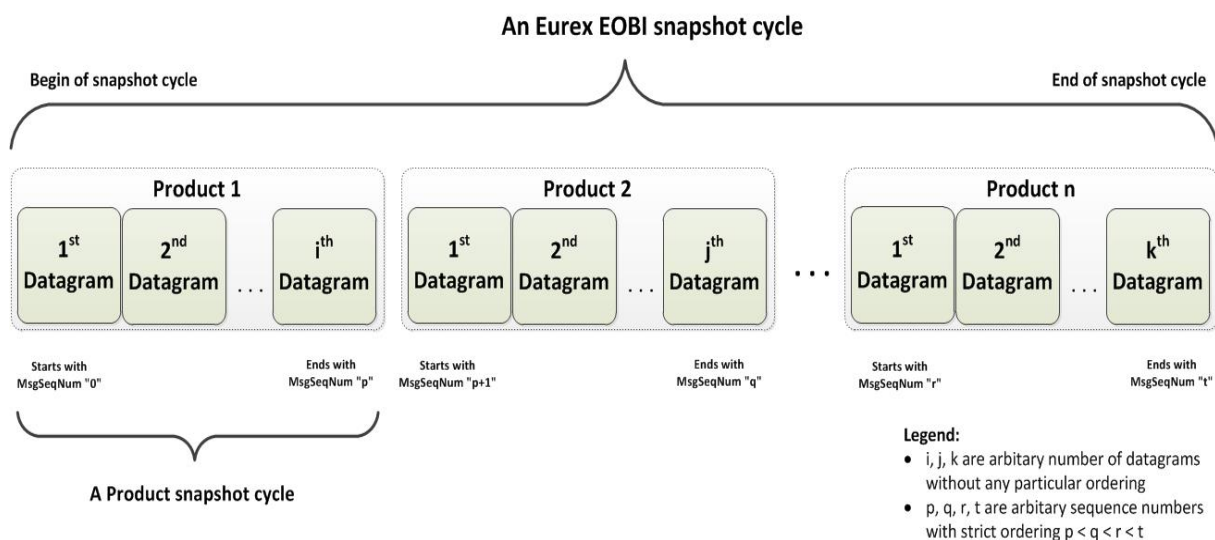 An Eurex EOBI snapshot cycle
Begin of snapshot cycle
End of snapshot cycle
Product 1
1st
Datagram
2nd
Datagram
. . .
ith
Datagram
Product 2
1st
Datagram
2nd
Datagram
. . .
jth
Datagram
. . .
Product n
1st
Datagram
2nd
Datagram
. . .
kth
Datagram
Starts with
MsgSeqNum "0"
Ends with
MsgSeqNum "p"
Starts with
MsgSeqNum "p+1"
Ends with
MsgSeqNum "q"
Starts with
MsgSeqNum "r"
Ends with
MsgSeqNum "t"
A Product snapshot cycle
Legend:
• i, j, k are arbitary number of datagrams
without any particular ordering
• p, q, r, t are arbitary sequence numbers
with strict ordering p < q < r < t